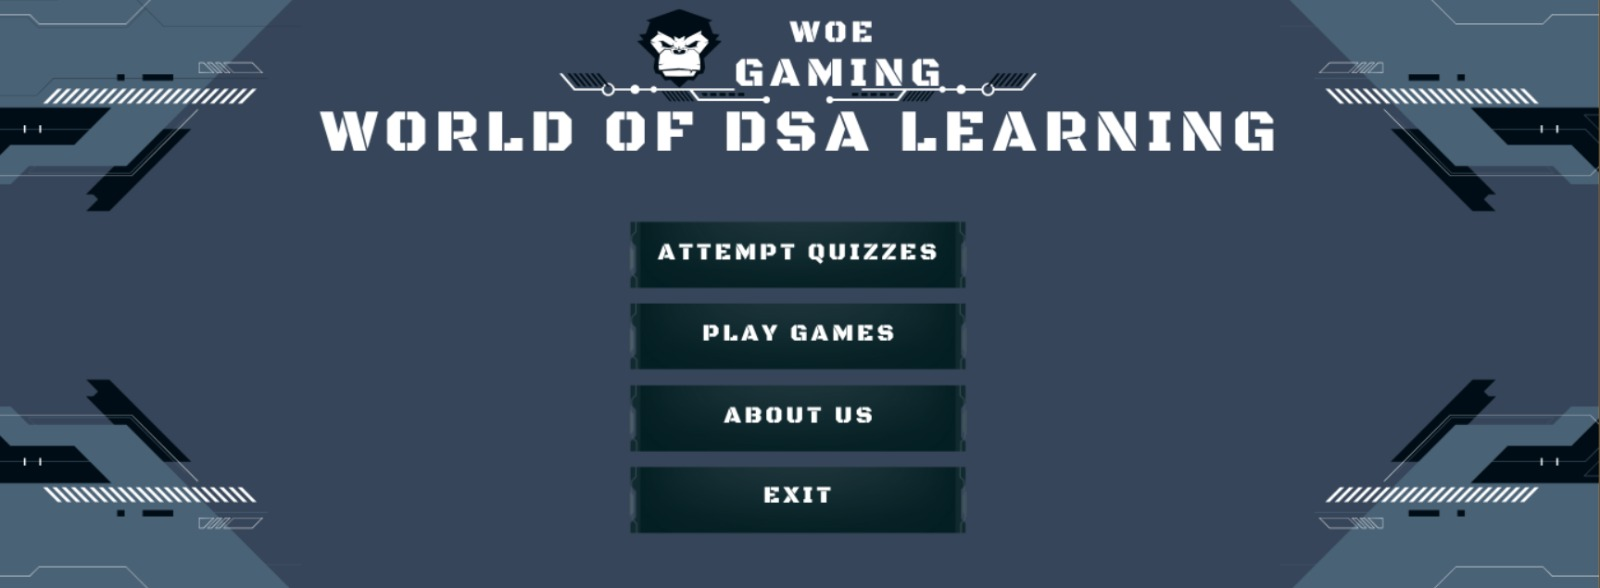 WOE
GAMING
WORLD OF DSA LEARNING
ATTEMPT QUIZZES
PLAY GAMES
ABOUT US
EXIT